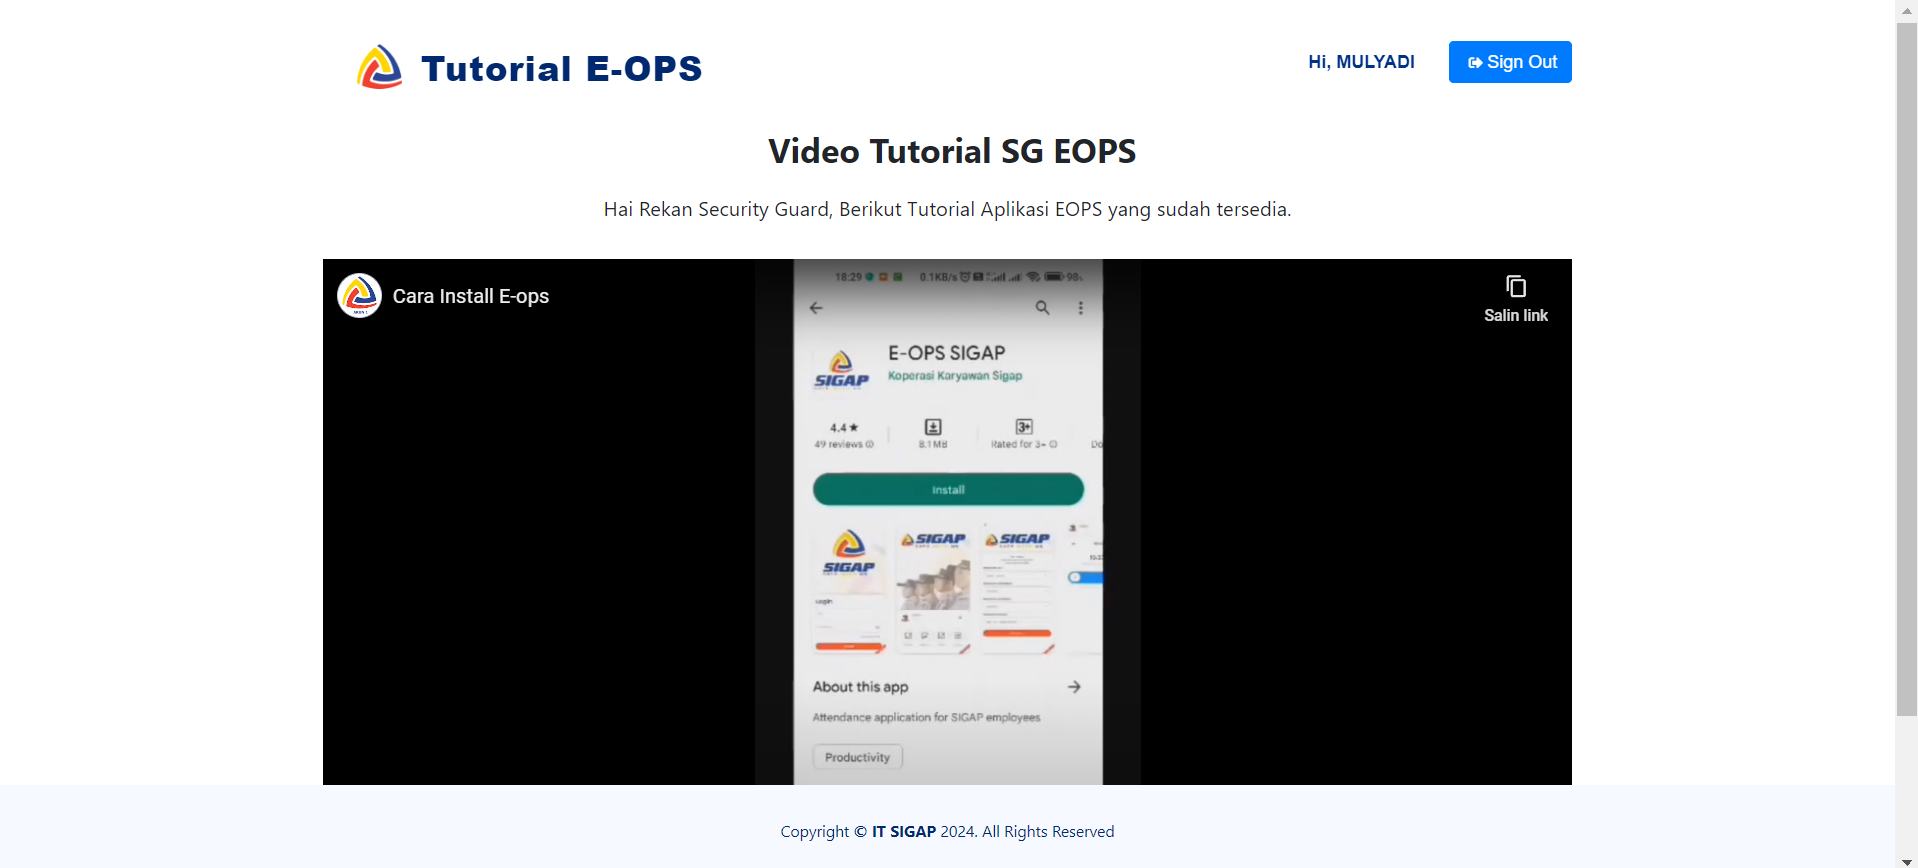 Tutorial E-OPS
Hi, MULYADI
Sign Out
Video Tutorial SG EOPS
Hai Rekan Security Guard, Berikut Tutorial Aplikasi EOPS yang sudah tersedia.
Cara Install E-ops
Salin link
18:29
0.1KB/s
98
E-OPS SIGAP
Koperasi Karyawan Sigap
SIGAP
4.4★
49 reviews
8.1 MB
3+
Rated for 3+
Do
Install
SIGAP
SIGAP
SIGAP
Login
About this app
Attendance application for SIGAP employees
Productivity
Copyright © IT SIGAP 2024. All Rights Reserved